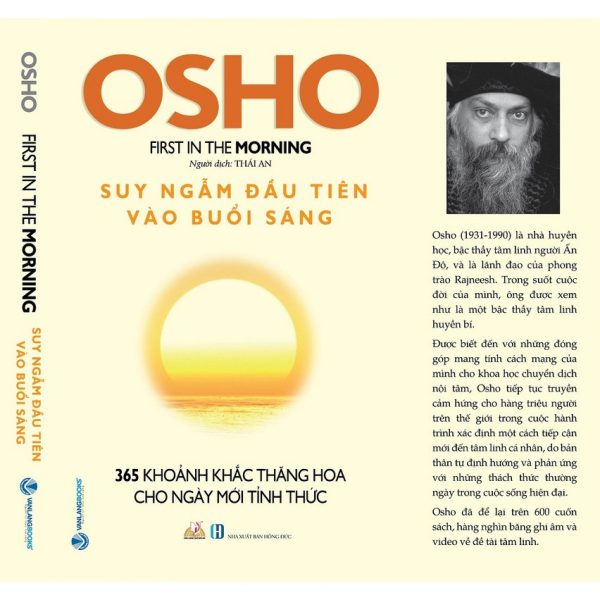 OSHO FIRST IN THE MORNING
SUY NGẪM ĐẦU TIÊN
VÀO BUỔI SÁNG
VANLANGBOOKS
VANLANGBOOKS
OSHO
FIRST IN THE MORNING
Người dịch: THÁI AN
SUY NGẪM ĐẦU TIÊN
VÀO BUỔI SÁNG
365 KHOẢNH KHẮC THĂNG HOA
CHO NGÀY MỚI TỈNH THỨC
NHÀ XUẤT BẢN HỒNG ĐỨC
Osho (1931-1990) là nhà huyền
học, bậc thầy tâm linh người Ấn
Độ, và là lãnh đạo của phong
trào Rajneesh. Trong suốt cuộc
đời của mình, ông được xem
như là một bậc thầy tâm linh
huyền bí.
Được biết đến với những đóng
góp mang tính cách mạng của
mình cho khoa học chuyển dịch
nội tâm, Osho tiếp tục truyền
cảm hứng cho hàng triệu người
trên thế giới trong cuộc hành
trình xác định một cách tiếp cận
mới đến tâm linh cá nhân, do bản
thân tự định hướng và phản ứng
với những thách thức thường
ngày trong cuộc sống hiện đại.
Osho đã để lại trên 600 cuốn
sách, hàng nghìn băng ghi âm và
video về đề tài tâm linh.